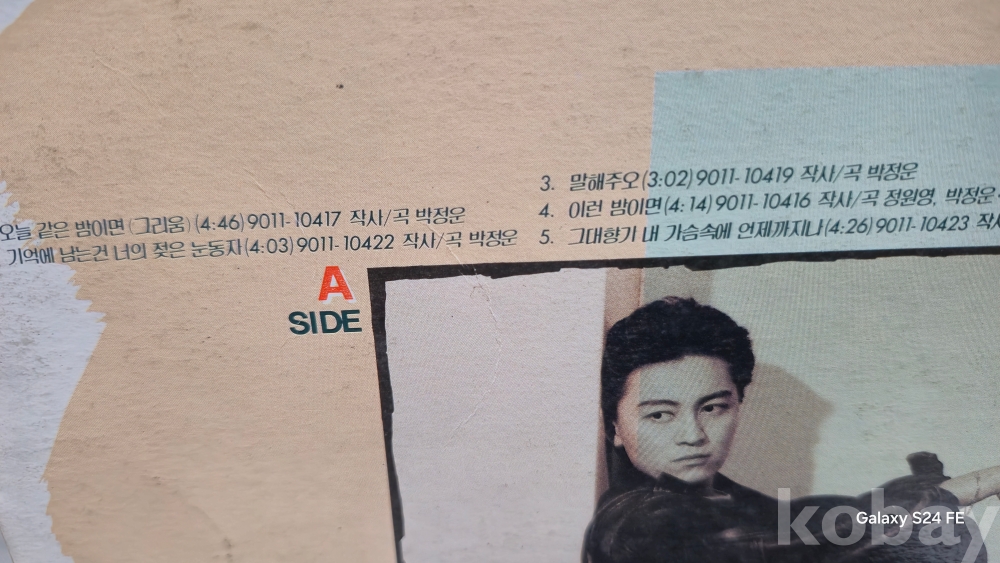 오늘 같은 밤이면 (그리움) (4:46) 9011-10417 작사/곡 박정운
기억에 남는건 너의 젖은 눈동자 (4:03) 9011-10422 작사/곡 박정운
3. 말해주오 (3:02) 9011-10419 작사/곡 박정운
4. 이런 밤이면 (4:14) 9011-10416 작사/곡 정원영, 박정운
5. 그대향가 내 가슴속에 언제까지나 (4:26) 9011-10423
A
SIDE
kobay
Galaxy S24 FE